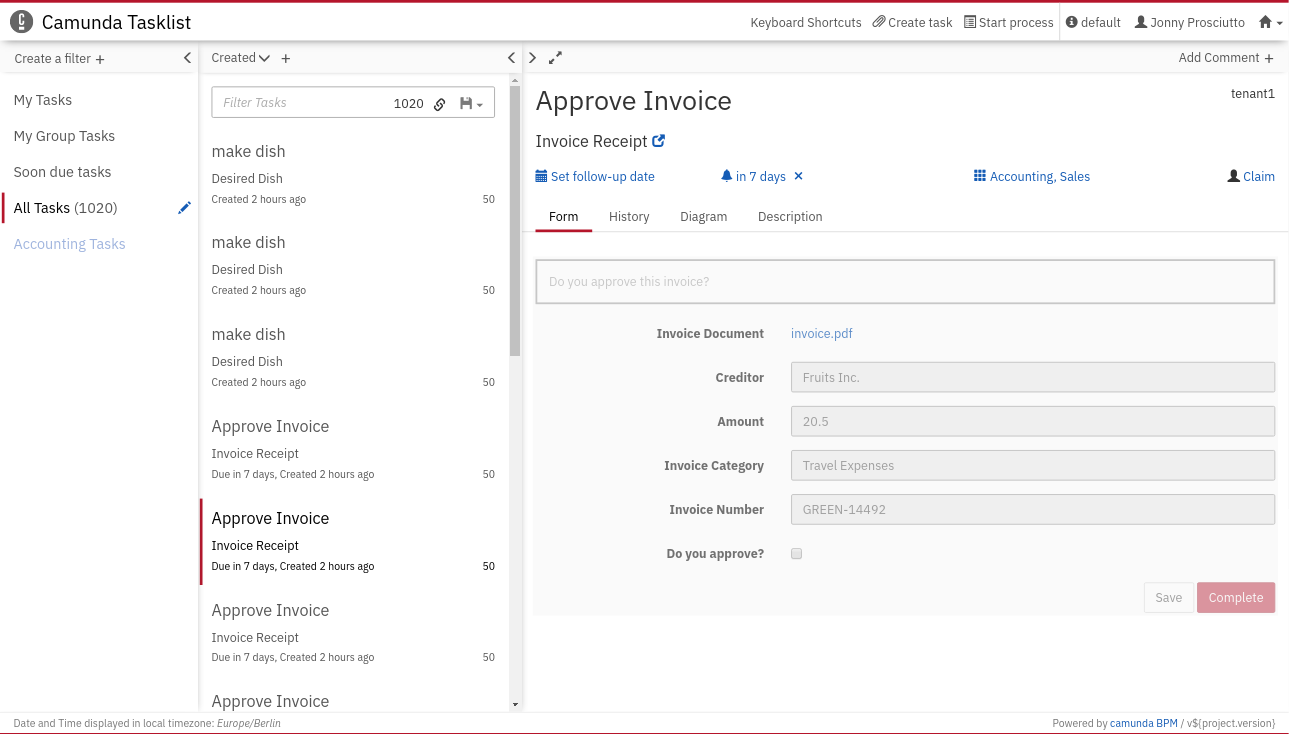 Camunda Tasklist
Keyboard Shortcuts Create task Start process default Jonny Prosciutto
Create a filter +
My Tasks
My Group Tasks
Soon due tasks
All Tasks (1020)
Accounting Tasks
Created +
Filter Tasks 1020
make dish
Desired Dish
Created 2 hours ago 50
make dish
Desired Dish
Created 2 hours ago 50
make dish
Desired Dish
Created 2 hours ago 50
Approve Invoice
Invoice Receipt
Due in 7 days, Created 2 hours ago 50
Approve Invoice
Invoice Receipt
Due in 7 days, Created 2 hours ago 50
Approve Invoice
Invoice Receipt
Due in 7 days, Created 2 hours ago 50
Approve Invoice
Add Comment +
Approve Invoice tenant1
Invoice Receipt
Set follow-up date in 7 days × Accounting, Sales Claim
Form History Diagram Description
Do you approve this invoice?
Invoice Document invoice.pdf
Creditor Fruits Inc.
Amount 20.5
Invoice Category Travel Expenses
Invoice Number GREEN-14492
Do you approve?
Save Complete
Date and Time displayed in local timezone: Europe/Berlin
Powered by camunda BPM / v${project.version}